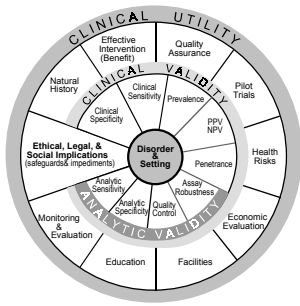 CLINICAL UTILITY
Effective
Intervention
(Benefit)
Quality
Assurance
Natural
History
Pilot
Trials
CLINICAL VALIDITY
Clinical
Sensitivity
Prevalence
Clinical
Specificity
PPV
NPV
Ethical, Legal, &
Social Implications
(safeguards& impediments)
Disorder
&
Setting
Penetrance
Health
Risks
Analytic
Sensitivity
Assay
Robustness
Analytic
Specificity
Quality
Control
ANALYTIC VALIDITY
Monitoring
&
Evaluation
Economic
Evaluation
Education
Facilities